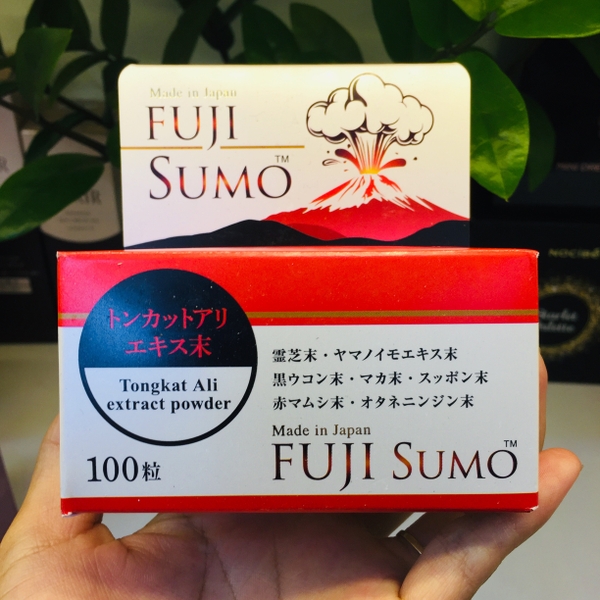 Made in Japan
FUJI
SUMO™
トンカットアリ
エキス末
Tongkat Ali
extract powder
100粒
霊芝末・ヤマノイモエキス末
黒ウコン末・マカ末・スッポン末
赤マムシ末・オタネニンジン末
Made in Japan
FUJI SUMO™